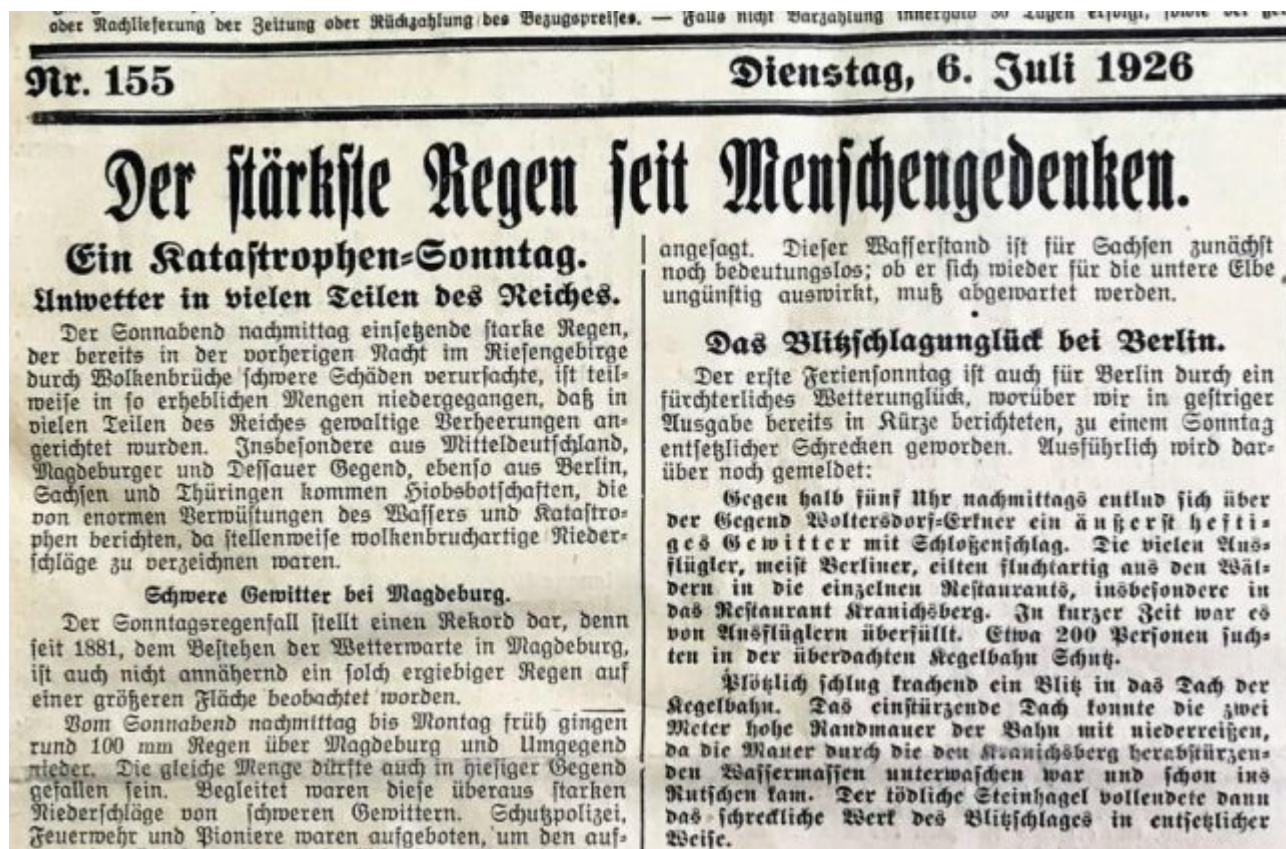 oder Nachlieferung der Zeitung oder Rückzahlung des Bezugspreises. — Falls nicht Barzahlung innerhalb 30 Tagen erfolgt, sowie bei
Nr. 155
Dienstag, 6. Juli 1926
Der stärkste Regen seit Menschengedenken.
Ein Katastrophen-Sonntag.
Unwetter in vielen Teilen des Reiches.
Der Sonnabend nachmittag einsetzende starke Regen,
der bereits in der vorherigen Nacht im Riesengebirge
durch Wolkenbrüche schwere Schäden verursachte, ist teil-
weise in so erheblichen Mengen niedergegangen, daß in
vielen Teilen des Reiches gewaltige Verheerungen an-
gerichtet wurden. Insbesondere aus Mitteldeutschland,
Magdeburger und Dessauer Gegend, ebenso aus Berlin,
Sachsen und Thüringen kommen Hiobsbotschaften, die
von enormen Verwüstungen des Wassers und Katastro-
phen berichten, da stellenweise wolkenbruchartige Nieder-
schläge zu verzeichnen waren.
Schwere Gewitter bei Magdeburg.
Der Sonntagsregenfall stellt einen Rekord dar, denn
seit 1881, dem Bestehen der Wetterwarte in Magdeburg,
ist auch nicht annähernd ein solch ergiebiger Regen auf
einer größeren Fläche beobachtet worden.
Vom Sonnabend nachmittag bis Montag früh gingen
rund 100 mm Regen über Magdeburg und Umgegend
nieder. Die gleiche Menge dürfte auch in hiesiger Gegend
gefallen sein. Begleitet waren diese überaus starken
Niederschläge von schweren Gewittern. Schutzpolizei,
Feuerwehr und Pioniere waren aufgeboten, um den auf-
angesagt. Dieser Wasserstand ist für Sachsen zunächst
noch bedeutungslos; ob er sich wieder für die untere Elbe
ungünstig auswirkt, muß abgewartet werden.
Das Blitzschlagunglück bei Berlin.
Der erste Feriensonntag ist auch für Berlin durch ein
fürchterliches Wetterunglück, worüber wir in gestriger
Ausgabe bereits in Kürze berichteten, zu einem Sonntag
entsetzlicher Schrecken geworden. Ausführlich wird dar-
über noch gemeldet:
Gegen halb fünf Uhr nachmittags entlud sich über
der Gegend Woltersdorf-Erkner ein äußerst hefti-
ges Gewitter mit Schloßenschlag. Die vielen Aus-
flügler, meist Berliner, eilten fluchtartig aus den Wäl-
dern in die einzelnen Restaurants, insbesondere in
das Restaurant Kranichsberg. In kurzer Zeit war es
von Ausflüglern überfüllt. Etwa 200 Personen such-
ten in der überdachten Kegelbahn Schutz.
Plötzlich schlug krachend ein Blitz in das Dach der
Kegelbahn. Das einstürzende Dach konnte die zwei
Meter hohe Randmauer der Bahn mit niederreißen,
da die Mauer durch die den Kranichsberg herabstürzen-
den Wassermassen unterwaschen war und schon ins
Rutschen kam. Der tödliche Steinhagel vollendete dann
das schreckliche Werk des Blitzschlages in entsetzlicher
Weise.